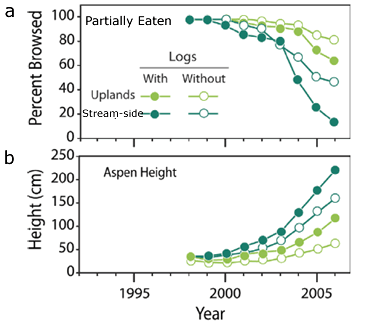 a
Partially Eaten
Percent Browsed
100
80
60
40
20
0
Logs
With Without
Uplands
Stream-side
b
Aspen Height
Height (cm)
250
200
150
100
50
0
1995 2000 2005
Year